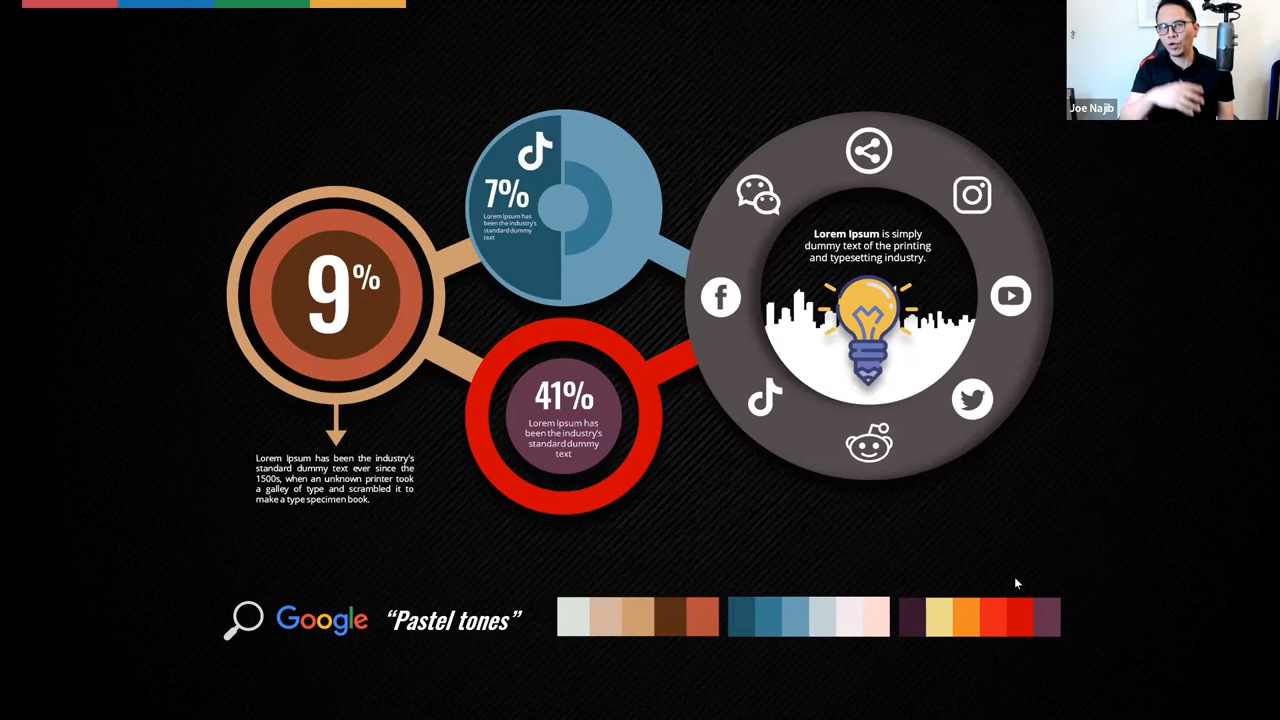 Joe Najib
7%
Lorem Ipsum has
been the industry's
standard dummy
text
9%
Lorem Ipsum is simply
dummy text of the printing
and typesetting industry.
41%
Lorem Ipsum has
been the industry's
standard dummy
text
Lorem Ipsum has been the industry's
standard dummy text ever since the
1500s, when an unknown printer took
a galley of type and scrambled it to
make a type specimen book.
Google “Pastel tones”